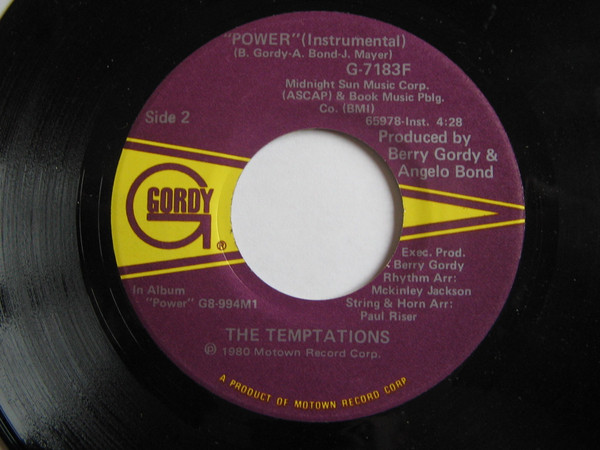 "POWER" (Instrumental)
(B. Gordy-A. Bond-J. Mayer)
G-7183F
Midnight Sun Music Corp.
(ASCAP) & Book Music Pblg.
Co. (BMI)
65978-Inst. 4:28
Side 2
Produced by
Berry Gordy &
Angelo Bond
GORDY
®
Exec. Prod.
Berry Gordy
Rhythm Arr:
Mckinley Jackson
String & Horn Arr:
Paul Riser
In Album
"Power" G8-994M1
THE TEMPTATIONS
℗ 1980 Motown Record Corp.
A PRODUCT OF MOTOWN RECORD CORP